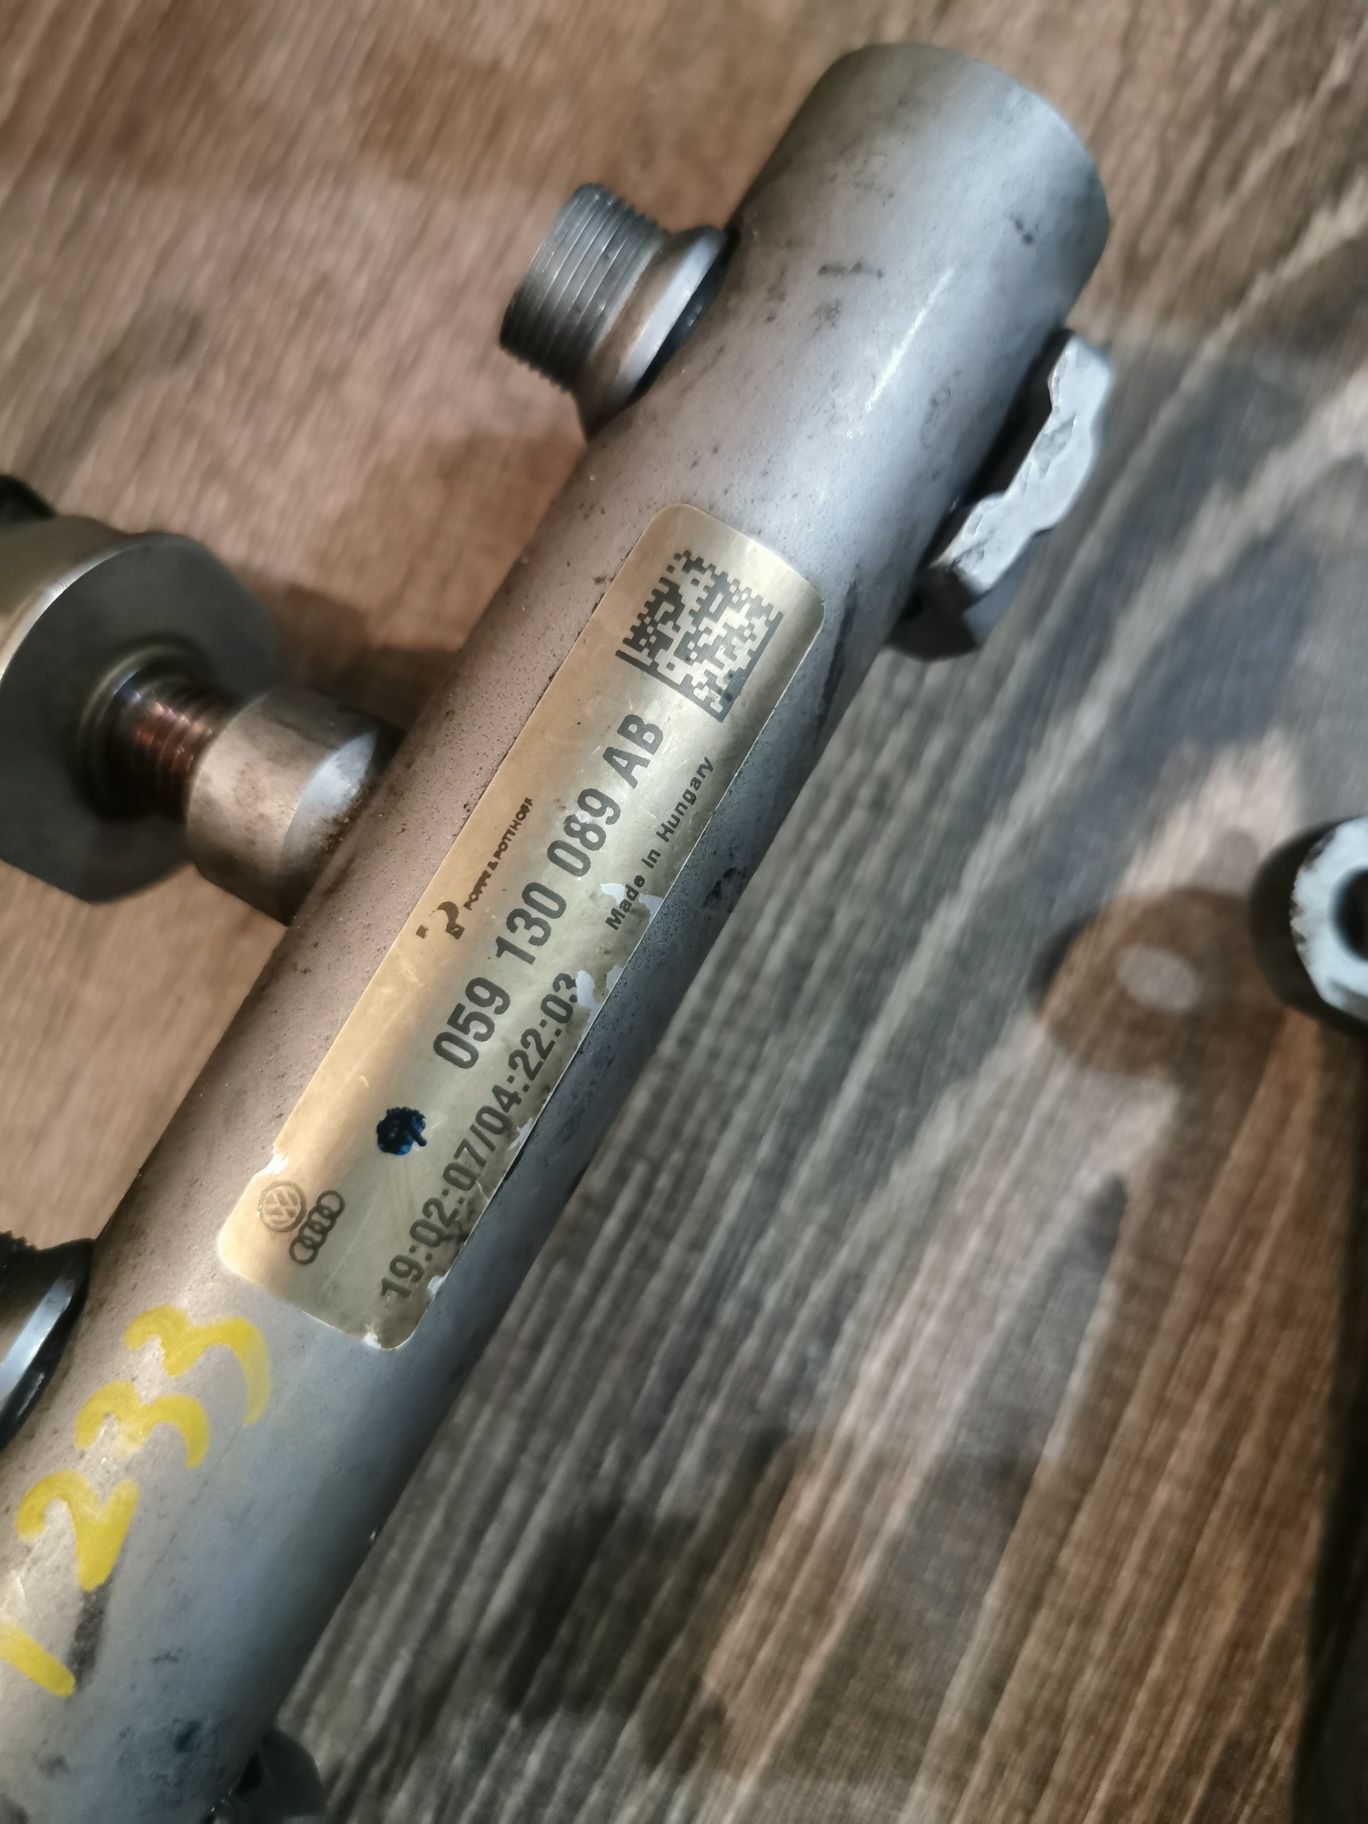 POPPE & POTTHOFF
059 130 089 AB
Made in Hungary
19:02:07/04:22:03
1233